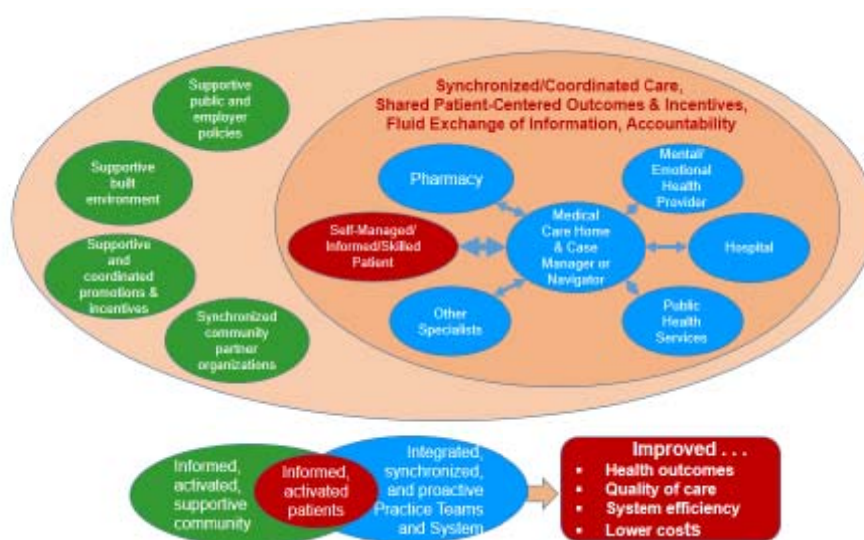 Supportive
public and
employer
policies
Supportive
built
environment
Supportive
and
coordinated
promotions &
incentives
Synchronized
community
partner
organizations
Synchronized/Coordinated Care,
Shared Patient-Centered Outcomes & Incentives,
Fluid Exchange of Information, Accountability
Pharmacy
Mental/
Emotional
Health
Provider
Self-Managed/
Informed/Skilled
Patient
Medical
Care Home
& Case
Manager or
Navigator
Hospital
Other
Specialists
Public
Health
Services
Informed,
activated,
supportive
community
Informed,
activated
patients
Integrated,
synchronized,
and proactive
Practice Teams
and System
Improved . . .
▪ Health outcomes
▪ Quality of care
▪ System efficiency
▪ Lower costs